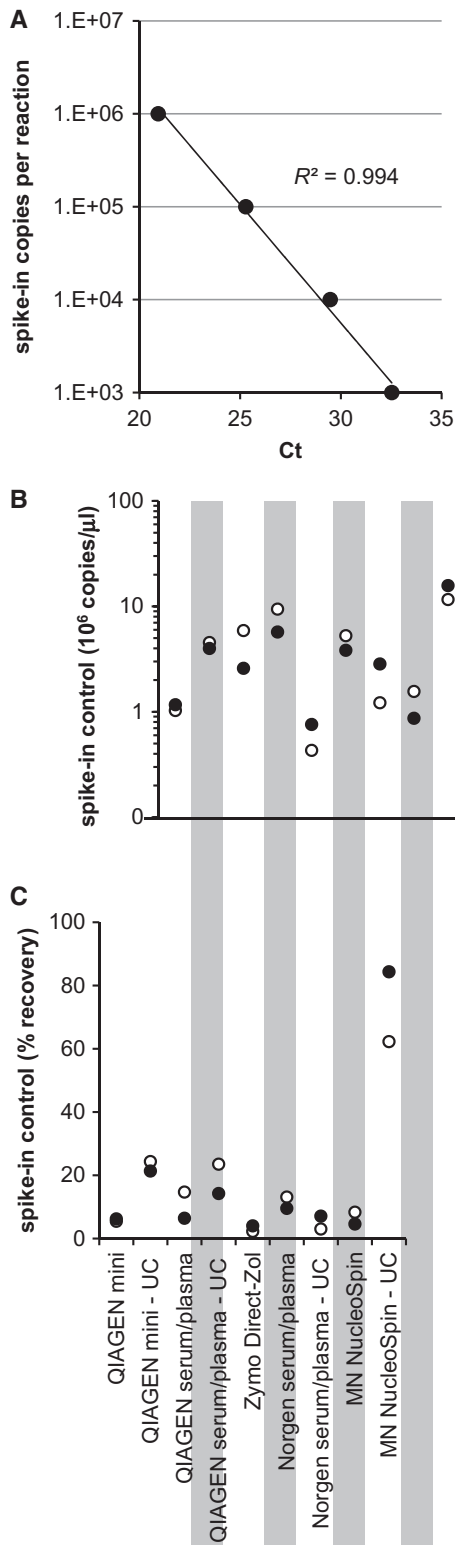 A
spike-in copies per reaction
1.E+07
1.E+06
1.E+05
1.E+04
1.E+03
R² = 0.994
20 25 30 35
Ct
B
spike-in control (10⁶ copies/μl)
100
10
1
0
C
spike-in control (% recovery)
100
80
60
40
20
0
QIAGEN mini
QIAGEN mini - UC
QIAGEN serum/plasma
QIAGEN serum/plasma - UC
Zymo Direct-Zol
Norgen serum/plasma
Norgen serum/plasma - UC
MN NucleoSpin
MN NucleoSpin - UC